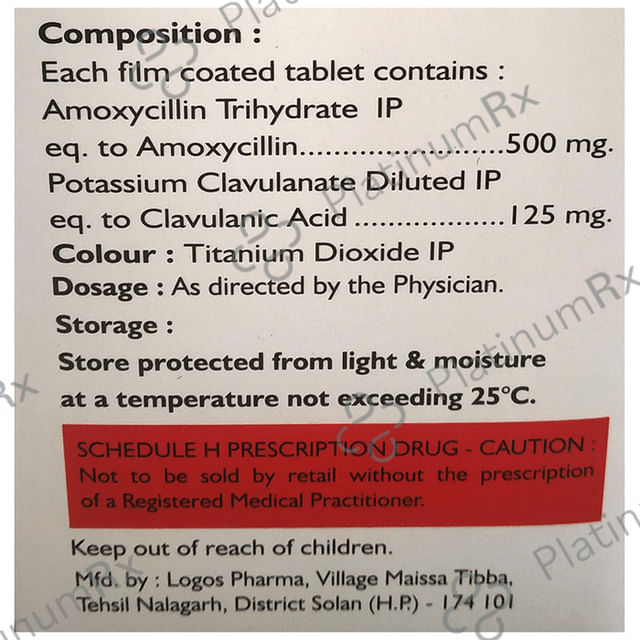 Composition :
Each film coated tablet contains :
Amoxycillin Trihydrate IP
eq. to Amoxycillin........................500 mg.
Potassium Clavulanate Diluted IP
eq. to Clavulanic Acid ..................125 mg.
Colour : Titanium Dioxide IP
Dosage : As directed by the Physician.
Storage :
Store protected from light & moisture
at a temperature not exceeding 25°C.
SCHEDULE H PRESCRIPTION DRUG - CAUTION :
Not to be sold by retail without the prescription
of a Registered Medical Practitioner.
Keep out of reach of children.
Mfd. by : Logos Pharma, Village Maissa Tibba,
Tehsil Nalagarh, District Solan (H.P.) - 174 101
PlatinumRx
PlatinumRx